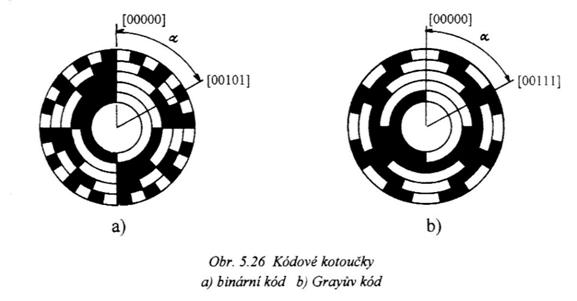 [00000]
α
[00101]
[00000]
α
[00111]
a)
b)
Obr. 5.26 Kódové kotoučky
a) binární kód b) Grayův kód